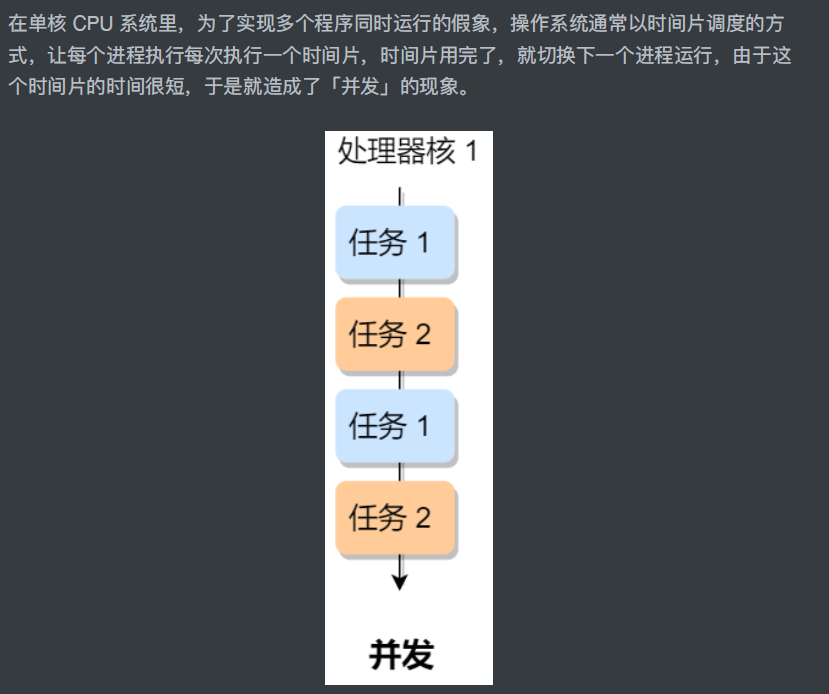 在单核 CPU 系统里，为了实现多个程序同时运行的假象，操作系统通常以时间片调度的方
式，让每个进程执行每次执行一个时间片，时间片用完了，就切换下一个进程运行，由于这
个时间片的时间很短，于是就造成了「并发」的现象。
处理器核 1
任务 1
任务 2
任务 1
任务 2
并发